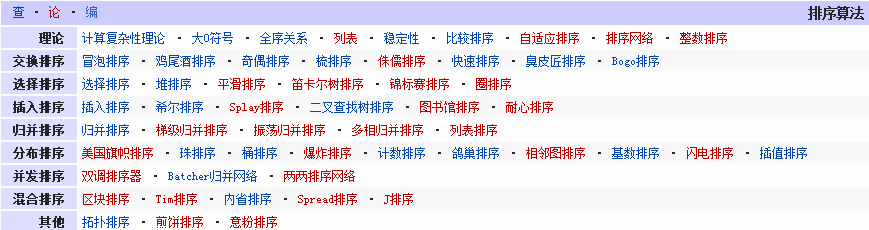 查 · 论 · 编 排序算法
理论 计算复杂性理论 · 大O符号 · 全序关系 · 列表 · 稳定性 · 比较排序 · 自适应排序 · 排序网络 · 整数排序
交换排序 冒泡排序 · 鸡尾酒排序 · 奇偶排序 · 梳排序 · 侏儒排序 · 快速排序 · 臭皮匠排序 · Bogo排序
选择排序 选择排序 · 堆排序 · 平滑排序 · 笛卡尔树排序 · 锦标赛排序 · 圈排序
插入排序 插入排序 · 希尔排序 · Splay排序 · 二叉查找树排序 · 图书馆排序 · 耐心排序
归并排序 归并排序 · 梯级归并排序 · 振荡归并排序 · 多相归并排序 · 列表排序
分布排序 美国旗帜排序 · 珠排序 · 桶排序 · 爆炸排序 · 计数排序 · 鸽巢排序 · 相邻图排序 · 基数排序 · 闪电排序 · 插值排序
并发排序 双调排序器 · Batcher归并网络 · 两两排序网络
混合排序 区块排序 · Tim排序 · 内省排序 · Spread排序 · J排序
其他 拓扑排序 · 煎饼排序 · 意粉排序